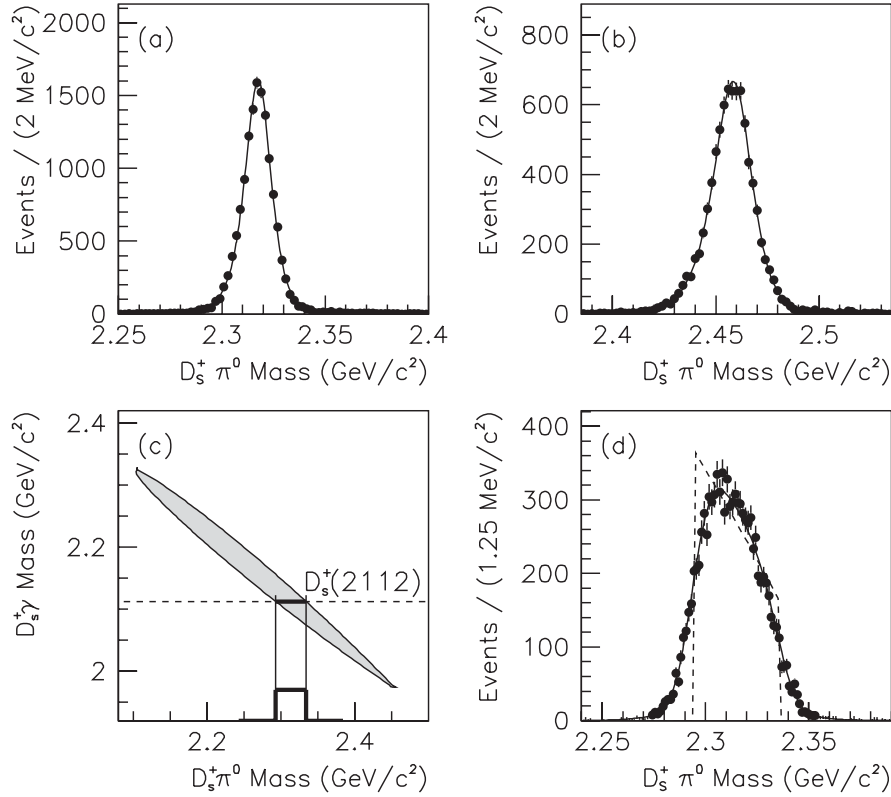 (a)
Events / (2 MeV/c²)
2000
1500
1000
500
0
2.25 2.3 2.35 2.4
Dₛ⁺ π⁰ Mass (GeV/c²)
(b)
Events / (2 MeV/c²)
800
600
400
200
0
2.4 2.45 2.5
Dₛ⁺ π⁰ Mass (GeV/c²)
(c)
Dₛ⁺γ Mass (GeV/c²)
2.4
2.2
2
Dₛ⁺(2112)
2.2 2.4
Dₛ⁺π⁰ Mass (GeV/c²)
(d)
Events / (1.25 MeV/c²)
400
300
200
100
0
2.25 2.3 2.35
Dₛ⁺ π⁰ Mass (GeV/c²)